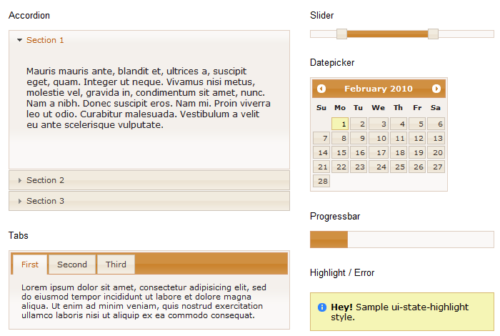 Accordion
Section 1
Mauris mauris ante, blandit et, ultrices a, suscipit
eget, quam. Integer ut neque. Vivamus nisi metus,
molestie vel, gravida in, condimentum sit amet, nunc.
Nam a nibh. Donec suscipit eros. Nam mi. Proin viverra
leo ut odio. Curabitur malesuada. Vestibulum a velit
eu ante scelerisque vulputate.
Section 2
Section 3
Tabs
First Second Third
Lorem ipsum dolor sit amet, consectetur adipisicing elit, sed
do eiusmod tempor incididunt ut labore et dolore magna
aliqua. Ut enim ad minim veniam, quis nostrud exercitation
ullamco laboris nisi ut aliquip ex ea commodo consequat.
Slider
Datepicker
February 2010
Su Mo Tu We Th Fr Sa
1 2 3 4 5 6
7 8 9 10 11 12 13
14 15 16 17 18 19 20
21 22 23 24 25 26 27
28
Progressbar
Highlight / Error
Hey! Sample ui-state-highlight
style.